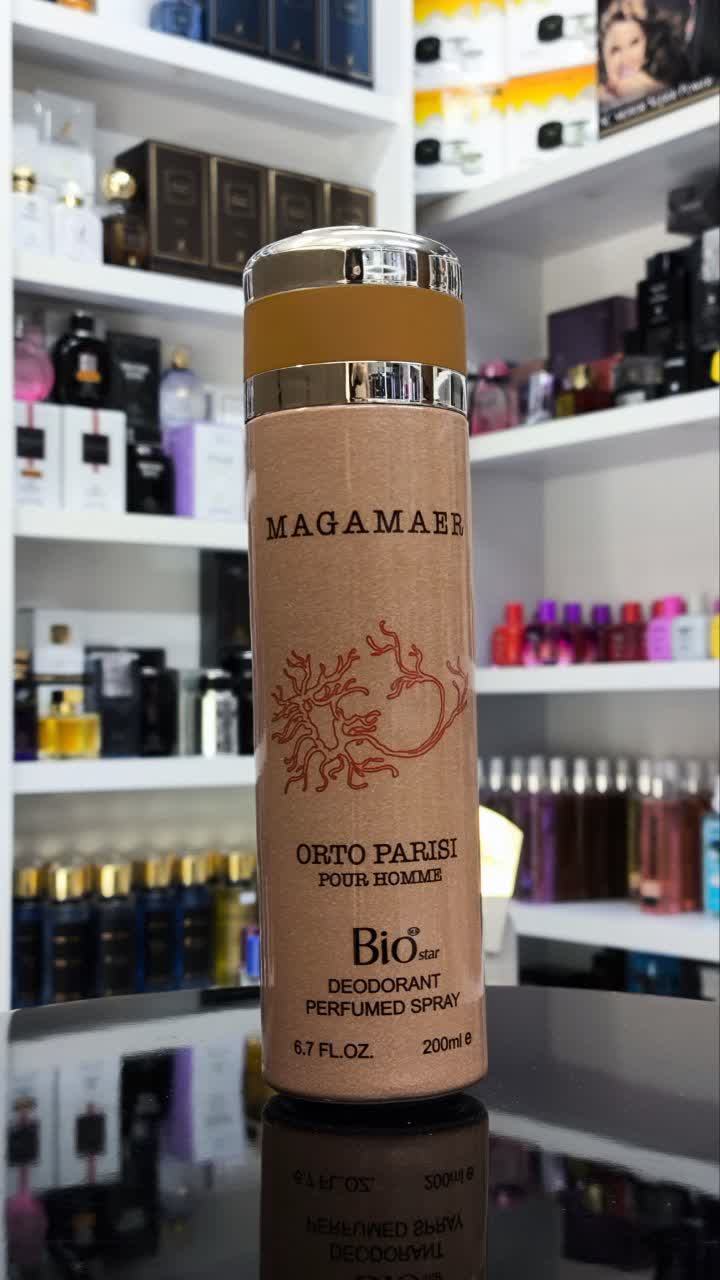 MAGAMAER
ORTO PARISI
POUR HOMME
Bio star
DEODORANT
PERFUMED SPRAY
6.7 FL.OZ. 200ml e